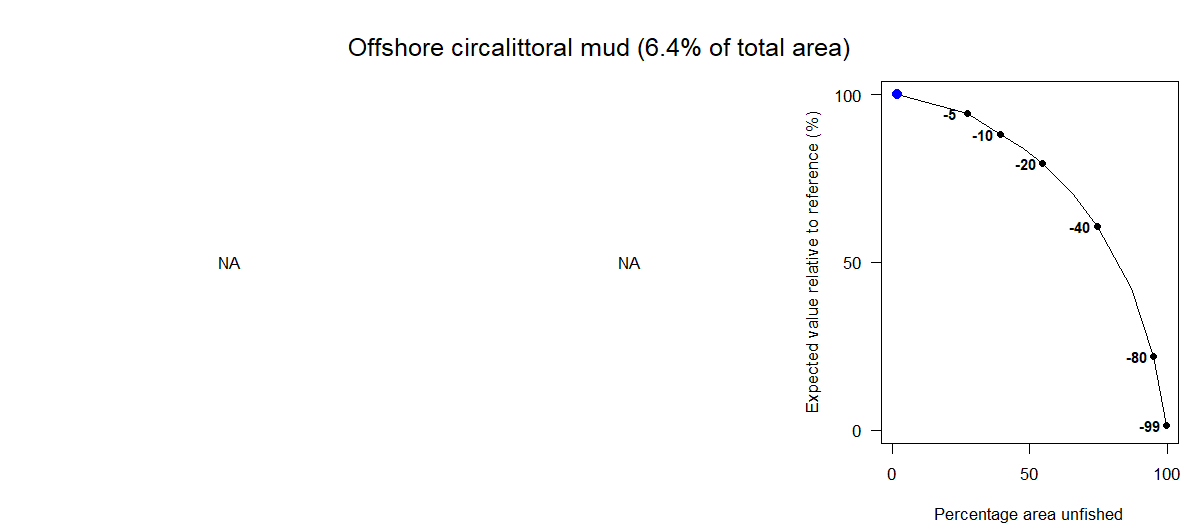 Offshore circalittoral mud (6.4% of total area)
NA
NA
Expected value relative to reference (%)
100
50
0
-5
-10
-20
-40
-80
-99
0
50
100
Percentage area unfished